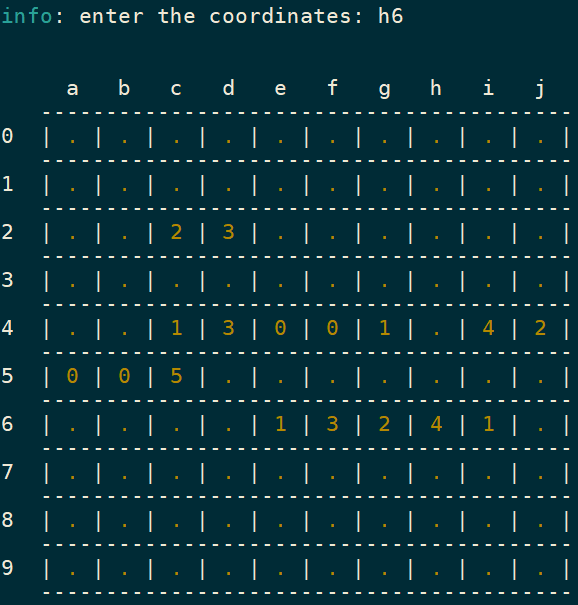 info: enter the coordinates: h6
a b c d e f g h i j
-----------------------------------------
0 | . | . | . | . | . | . | . | . | . | . |
-----------------------------------------
1 | . | . | . | . | . | . | . | . | . | . |
-----------------------------------------
2 | . | . | 2 | 3 | . | . | . | . | . | . |
-----------------------------------------
3 | . | . | . | . | . | . | . | . | . | . |
-----------------------------------------
4 | . | . | 1 | 3 | 0 | 0 | 1 | . | 4 | 2 |
-----------------------------------------
5 | 0 | 0 | 5 | . | . | . | . | . | . | . |
-----------------------------------------
6 | . | . | . | . | 1 | 3 | 2 | 4 | 1 | . |
-----------------------------------------
7 | . | . | . | . | . | . | . | . | . | . |
-----------------------------------------
8 | . | . | . | . | . | . | . | . | . | . |
-----------------------------------------
9 | . | . | . | . | . | . | . | . | . | . |
-----------------------------------------